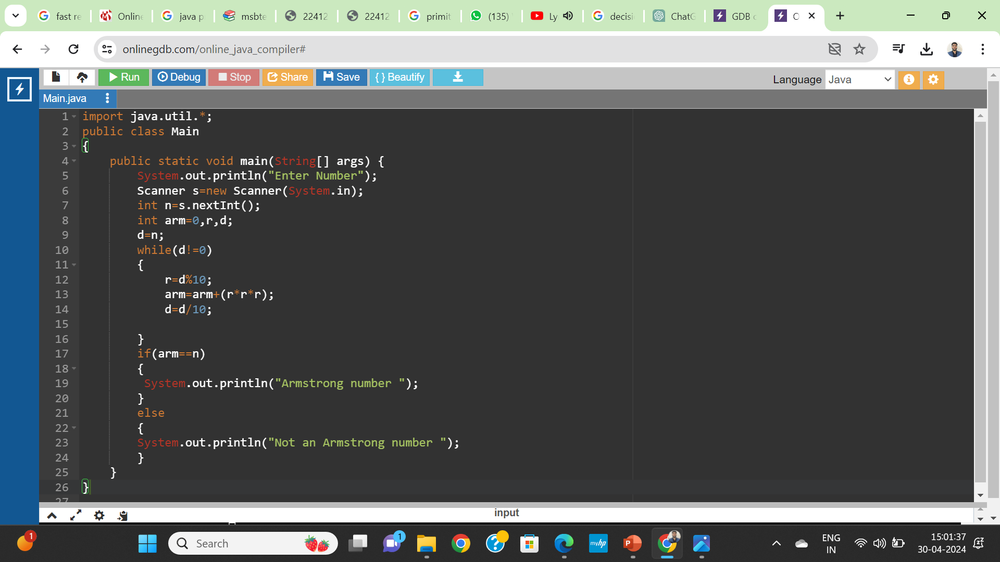 fast re
Online
java p
msbte
22412
22412
primit
(135)
Ly
decisi
ChatG
GDB c
onlinegdb.com/online_java_compiler#
Run
Debug
Stop
Share
Save
{ } Beautify
Language
Java
Main.java
1 import java.util.*;
2 public class Main
3 {
4 public static void main(String[] args) {
5 System.out.println("Enter Number");
6 Scanner s=new Scanner(System.in);
7 int n=s.nextInt();
8 int arm=0,r,d;
9 d=n;
10 while(d!=0)
11 {
12 r=d%10;
13 arm=arm+(r*r*r);
14 d=d/10;
15
16 }
17 if(arm==n)
18 {
19 System.out.println("Armstrong number ");
20 }
21 else
22 {
23 System.out.println("Not an Armstrong number ");
24 }
25 }
26 }
27
input
1
Search
1
myhp
ENG
IN
15:01:37
30-04-2024